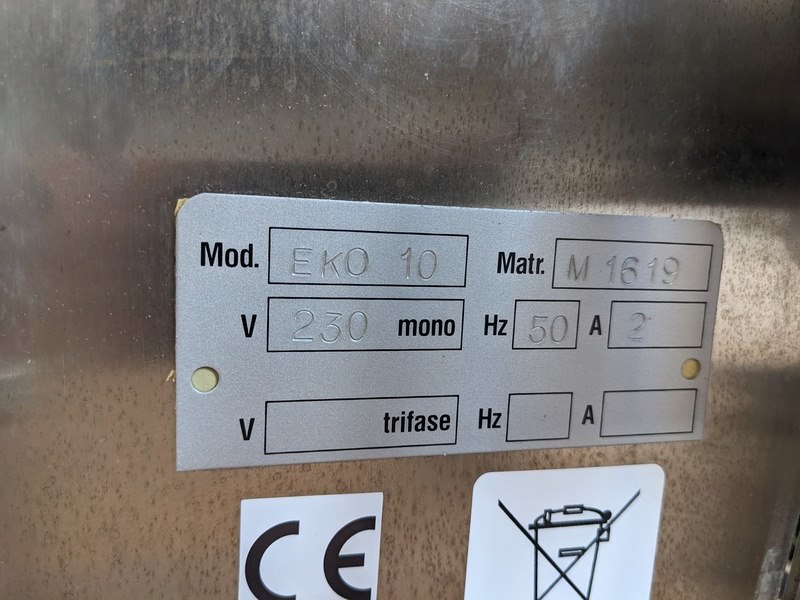 Mod. EKO 10 Matr. M 1619
V 230 mono Hz 50 A 2
V trifase Hz A
CE